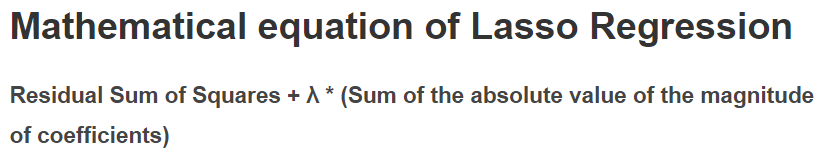 Mathematical equation of Lasso Regression
Residual Sum of Squares + λ * (Sum of the absolute value of the magnitude
of coefficients)